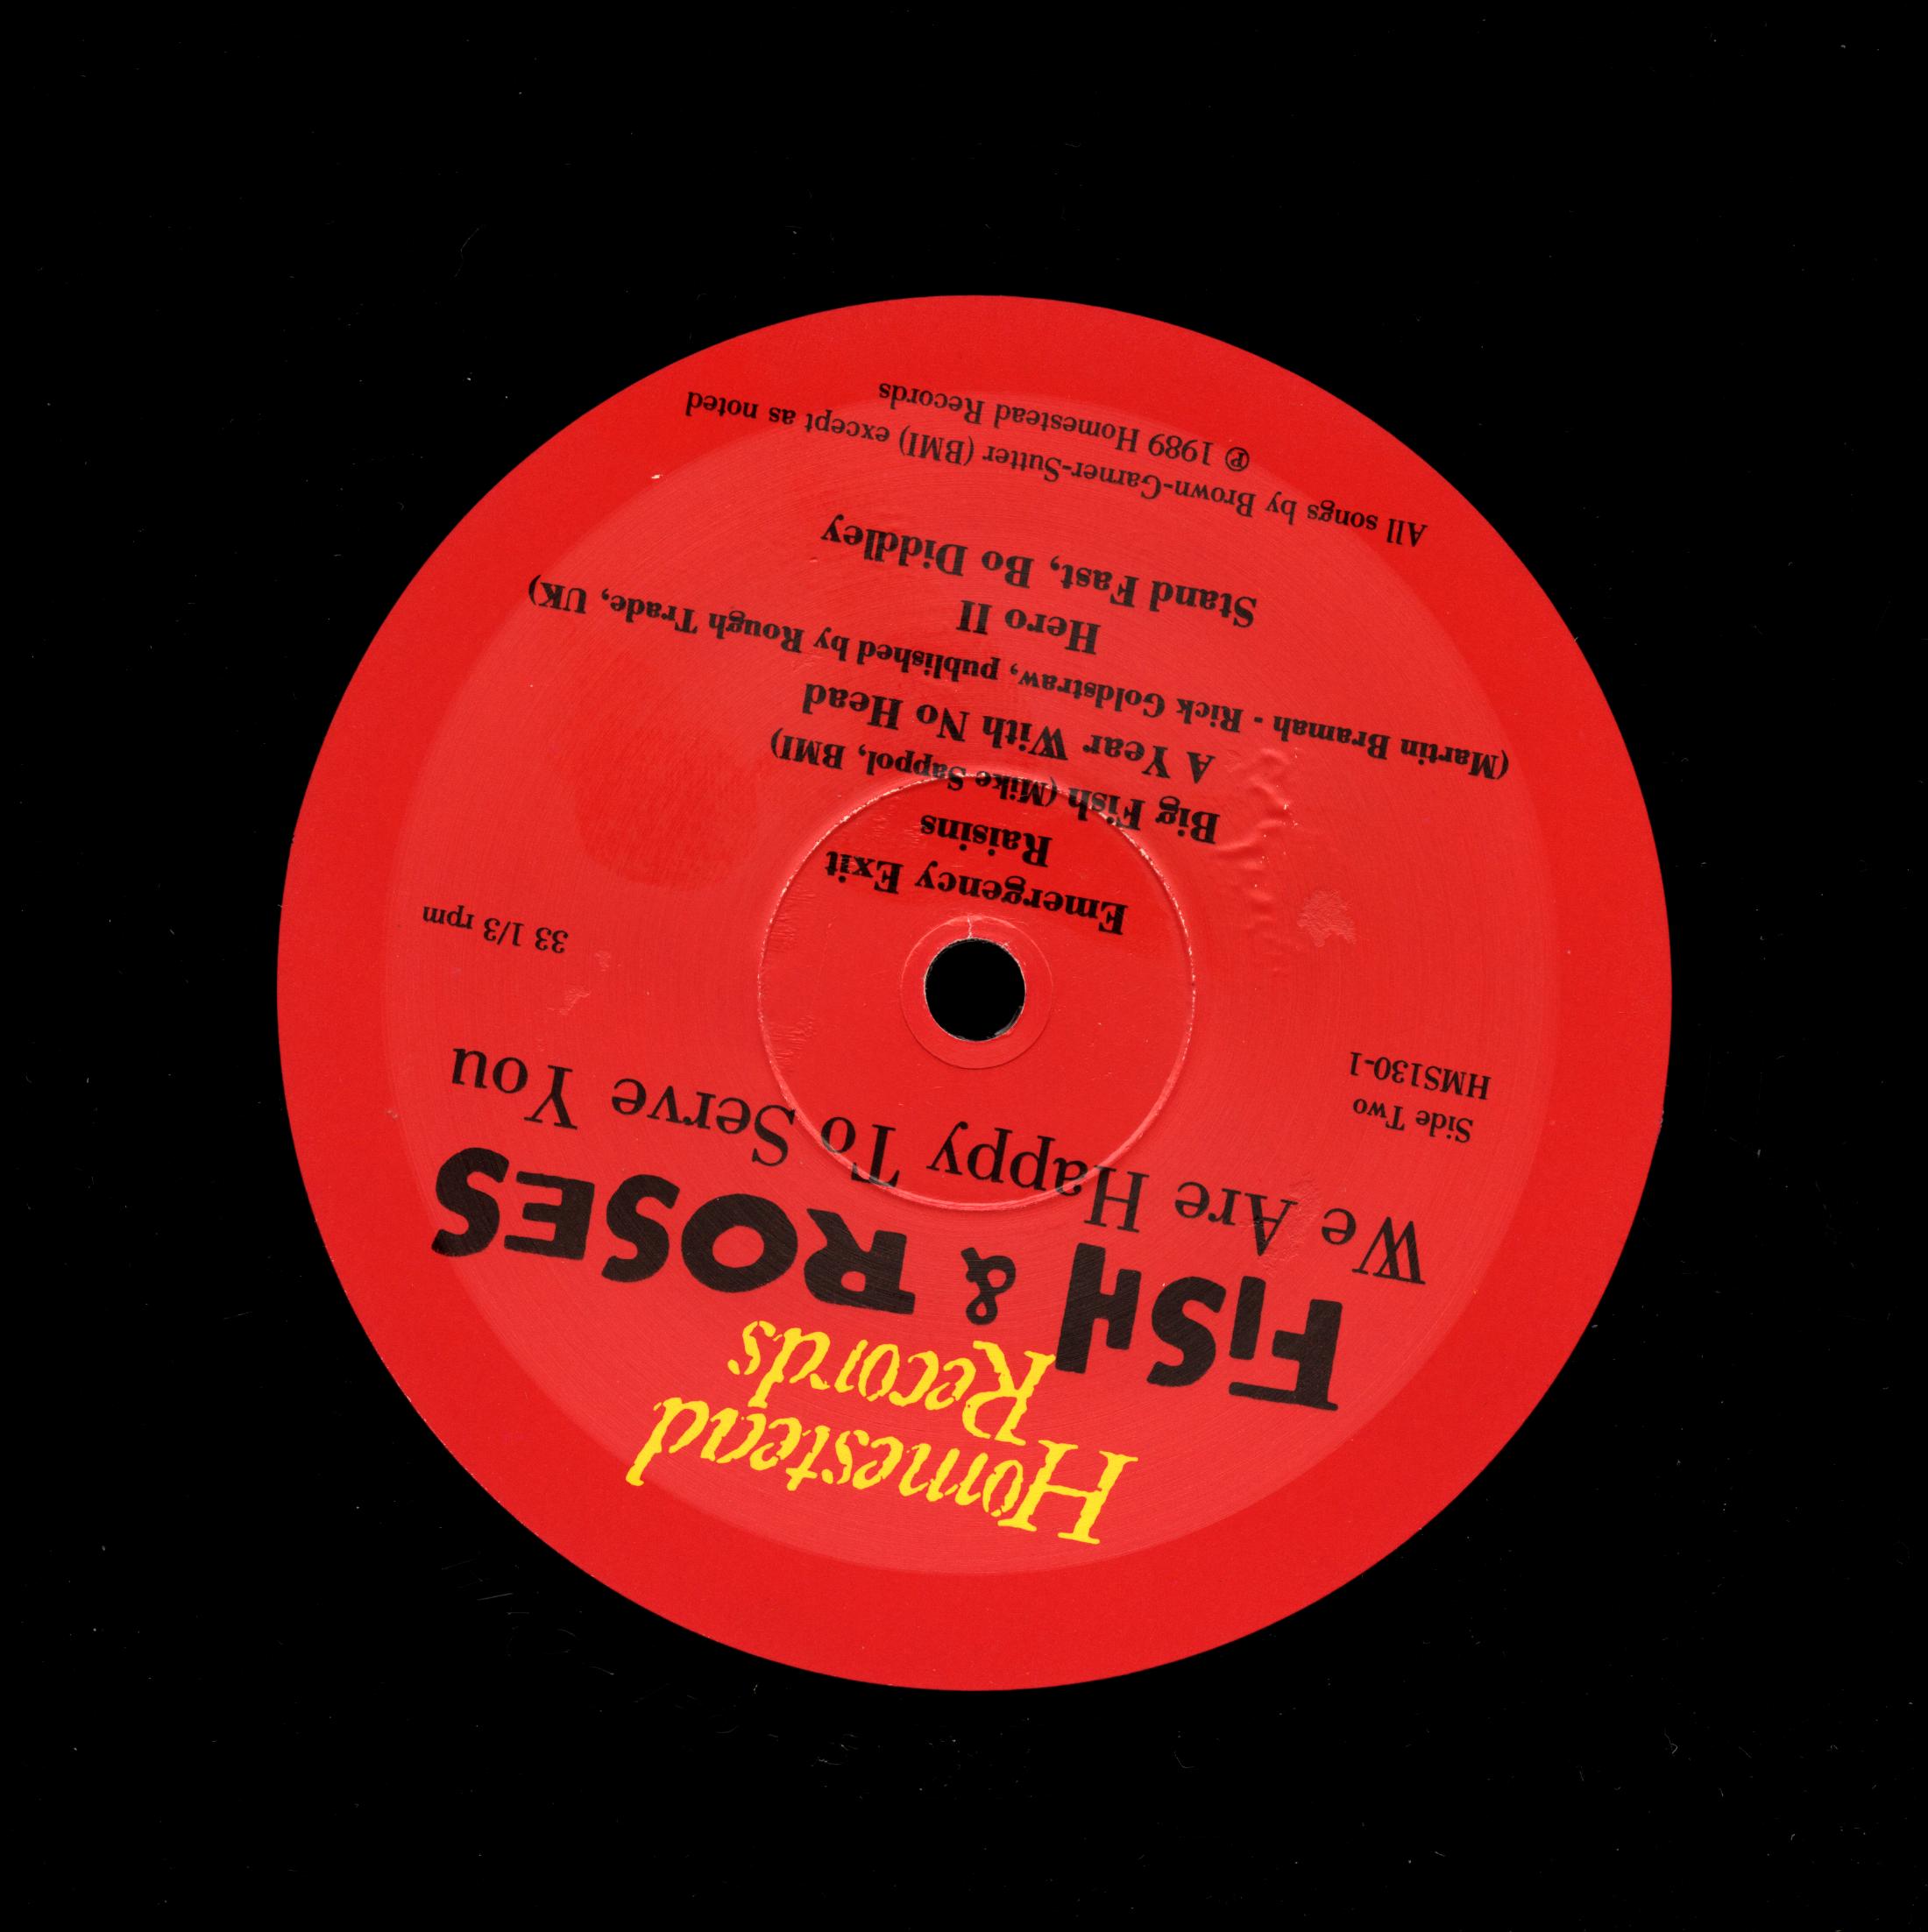 Homestead
Records
FISH & ROSES
We Are Happy To Serve You
Side Two
HMS130-1
33 1/3 rpm
Emergency Exit
Raisins
Big Fish (Mike Sappol, BMI)
A Year With No Head
(Martin Bramah - Rick Goldstraw, published by Rough Trade, UK)
Hero II
Stand Fast, Bo Diddley
All songs by Brown-Garner-Sutter (BMI) except as noted
℗ 1989 Homestead Records